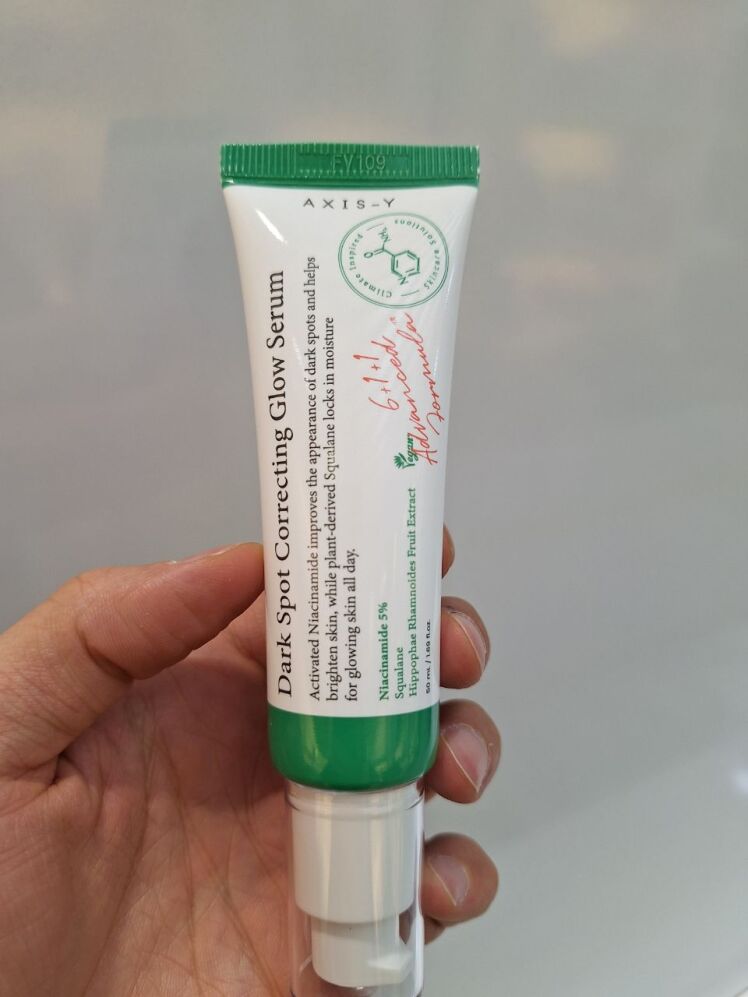 FV109
AXIS-Y
Climate Inspired
Skincare Solutions
NH₂
O
N
Dark Spot Correcting Glow Serum
Activated Niacinamide improves the appearance of dark spots and helps
brighten skin, while plant-derived Squalane locks in moisture
for glowing skin all day.
6+1+1
Advanced
Formula
Vegan
Niacinamide 5%
Squalane
Hippophae Rhamnoides Fruit Extract
50 mL / 1.69 fl.oz.